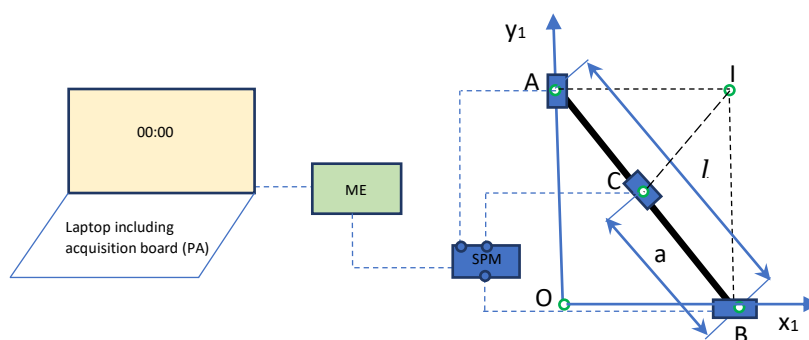 00:00
Laptop including
acquisition board (PA)
ME
SPM
y1
A
I
l
C
a
O
B
x1